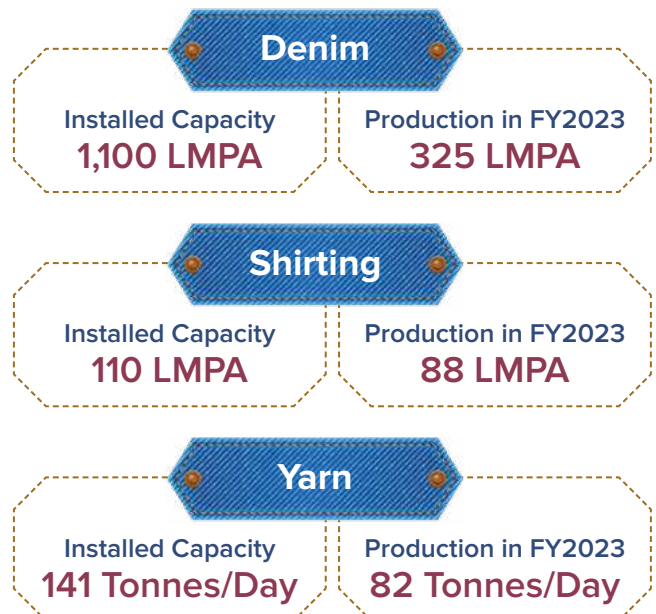 Denim
Installed Capacity
1,100 LMPA
Production in FY2023
325 LMPA
Shirting
Installed Capacity
110 LMPA
Production in FY2023
88 LMPA
Yarn
Installed Capacity
141 Tonnes/Day
Production in FY2023
82 Tonnes/Day